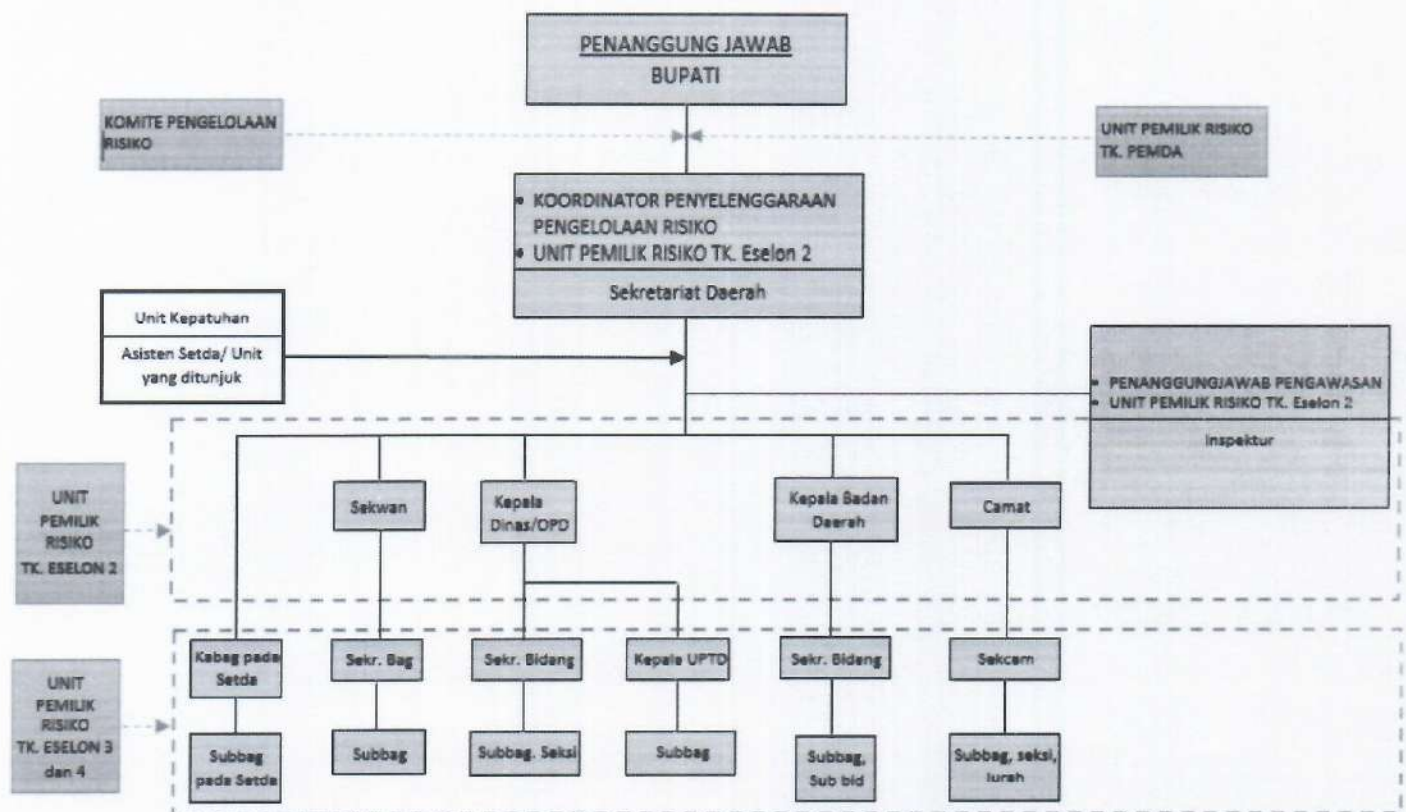 PENANGGUNG JAWAB
BUPATI
KOMITE PENGELOLAAN
RISIKO
UNIT PEMILIK RISIKO
TK. PEMDA
• KOORDINATOR PENYELENGGARAAN
PENGELOLAAN RISIKO
• UNIT PEMILIK RISIKO TK. Eselon 2
Sekretariat Daerah
Unit Kepatuhan
Asisten Setda/ Unit
yang ditunjuk
• PENANGGUNGJAWAB PENGAWASAN
• UNIT PEMILIK RISIKO TK. Eselon 2
Inspektur
UNIT
PEMILIK
RISIKO
TK. ESELON 2
Sekwan
Kepala
Dinas/OPD
Kepala Badan
Daerah
Camat
UNIT
PEMILIK
RISIKO
TK. ESELON 3
dan 4
Kabag pada
Setda
Sekr. Bag
Sekr. Bidang
Kepala UPTD
Sekr. Bidang
Sekcam
Subbag
pada Setda
Subbag
Subbag, Seksi
Subbag
Subbag,
Sub bid
Subbag, seksi,
lurah